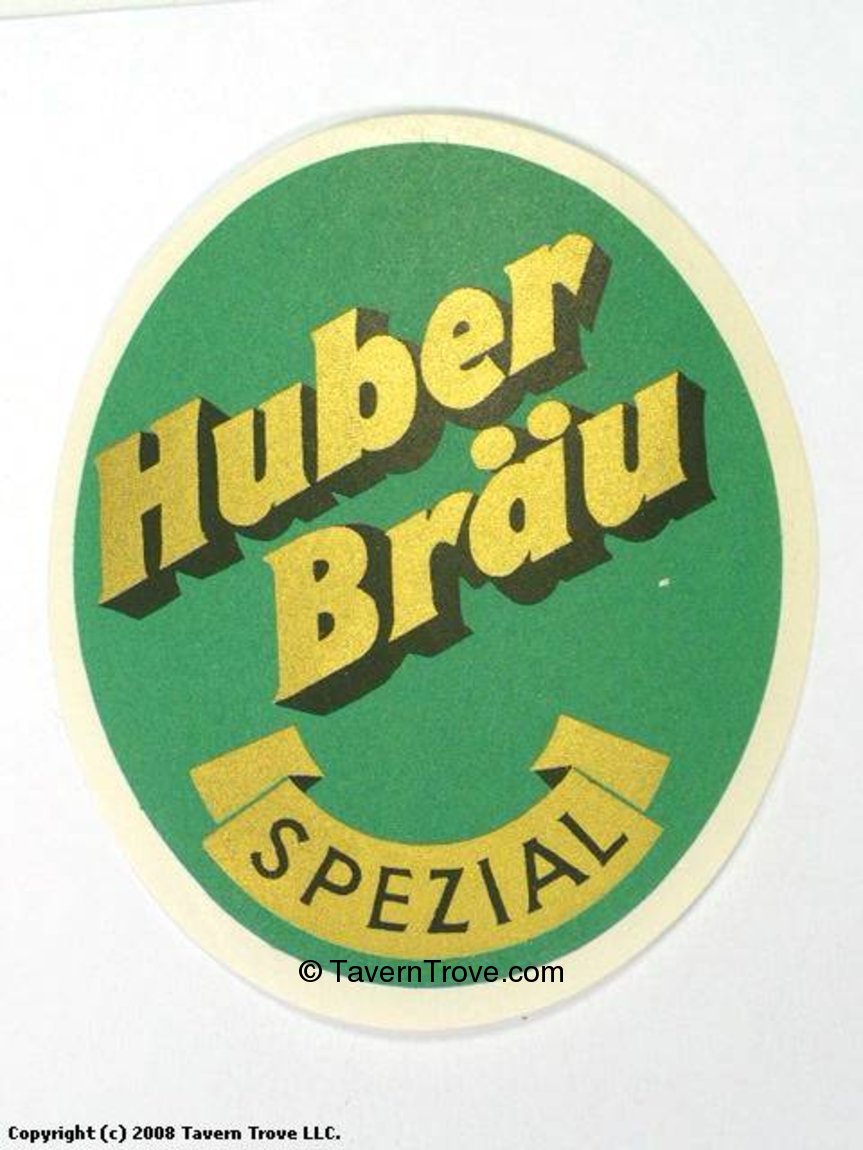 Huber
Bräu
SPEZIAL
© TavernTrove.com
Copyright (c) 2008 Tavern Trove LLC.